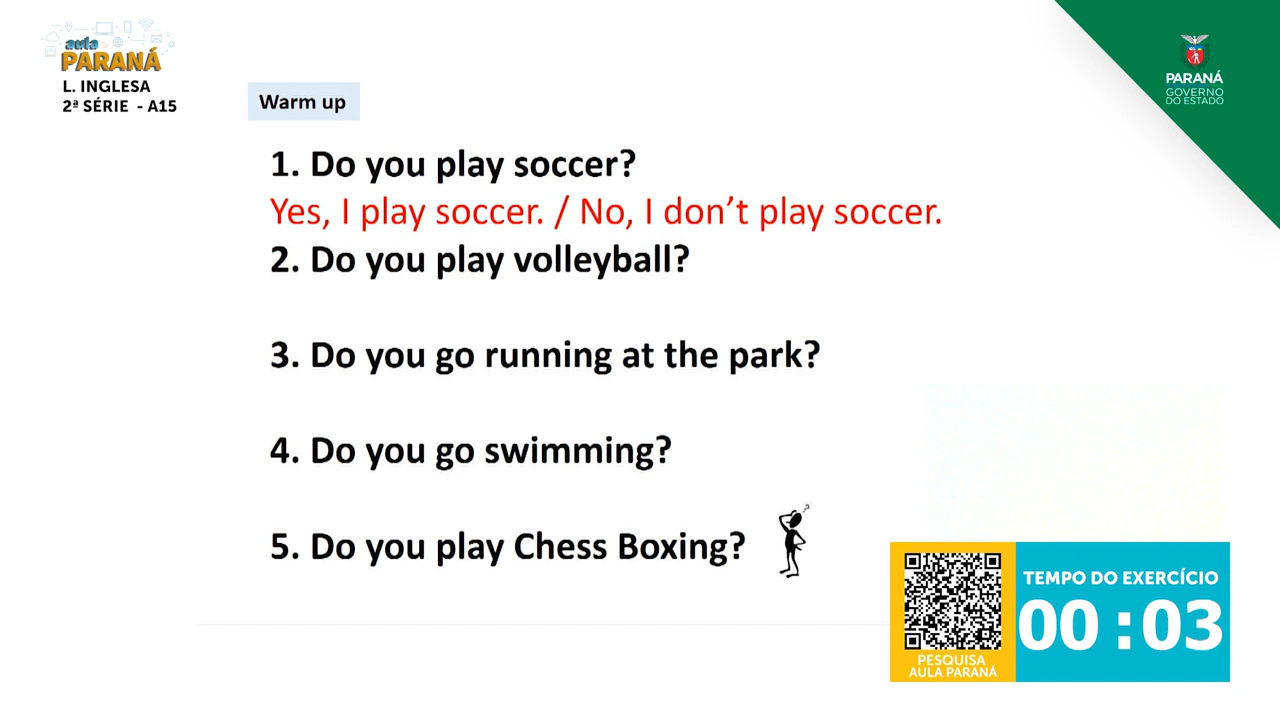 aula
PARANÁ
L. INGLESA
2ª SÉRIE - A15
PARANÁ
GOVERNO
DO ESTADO
Warm up
1. Do you play soccer?
Yes, I play soccer. / No, I don’t play soccer.
2. Do you play volleyball?
3. Do you go running at the park?
4. Do you go swimming?
5. Do you play Chess Boxing?
?
TEMPO DO EXERCÍCIO
00 : 03
PESQUISA
AULA PARANÁ